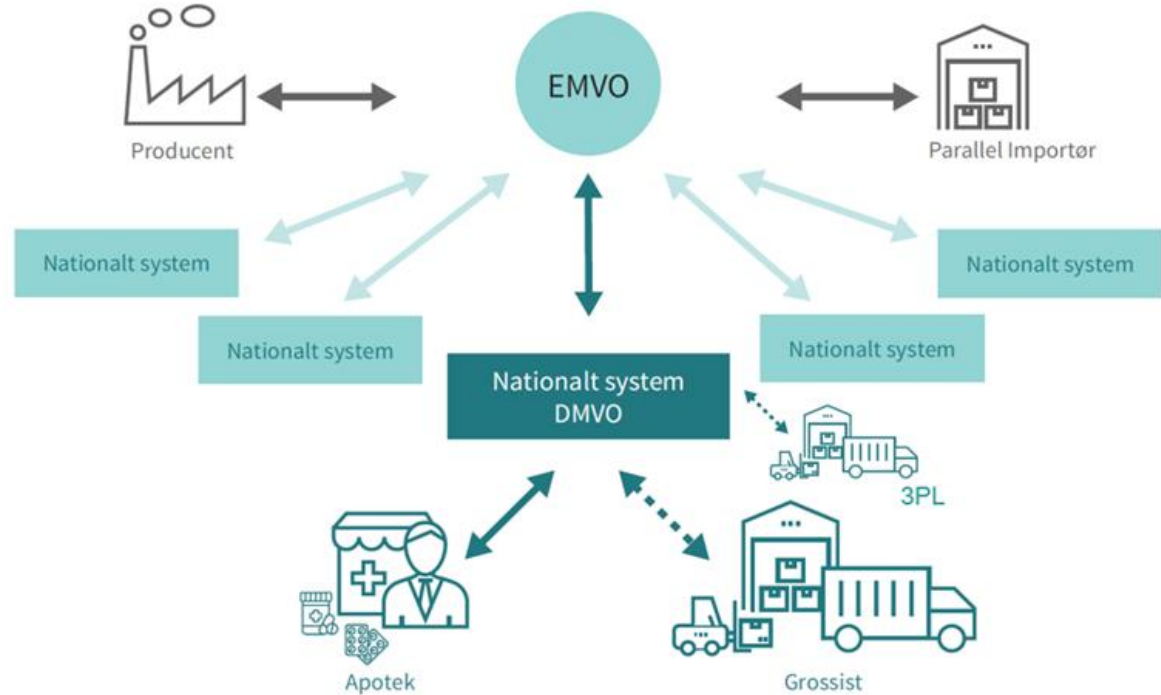 EMVO
Producent
Parallel Importør
Nationalt system
Nationalt system
Nationalt system
Nationalt system
Nationalt system
DMVO
3PL
Apotek
Grossist